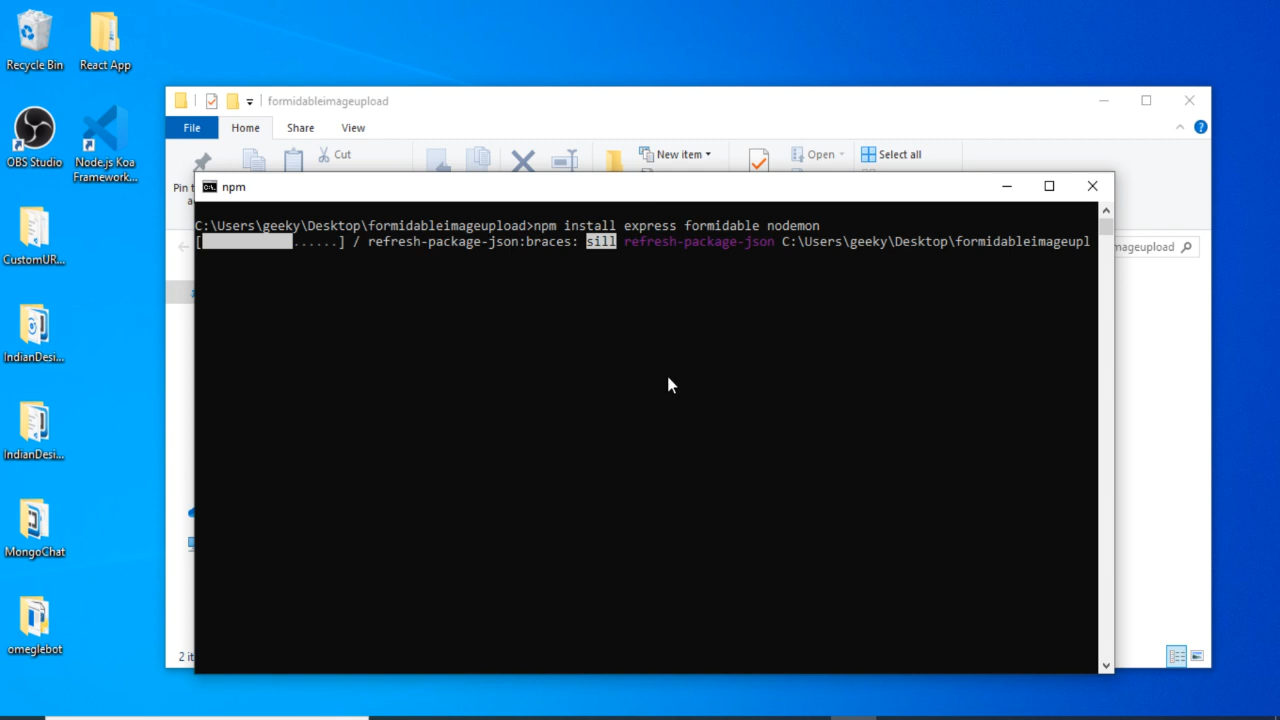 Recycle Bin
React App
OBS Studio
Node.js Koa
Framework...
CustomUR...
IndianDesi...
IndianDesi...
MongoChat
omeglebot
formidableimageupload
File
Home
Share
View
Cut
New item
Open
Select all
Pin t
a
npm
C:\Users\geeky\Desktop\formidableimageupload>npm install express formidable nodemon
[ ......] / refresh-package-json:braces: sill refresh-package-json C:\Users\geeky\Desktop\formidableimageupl
mageupload
2 it